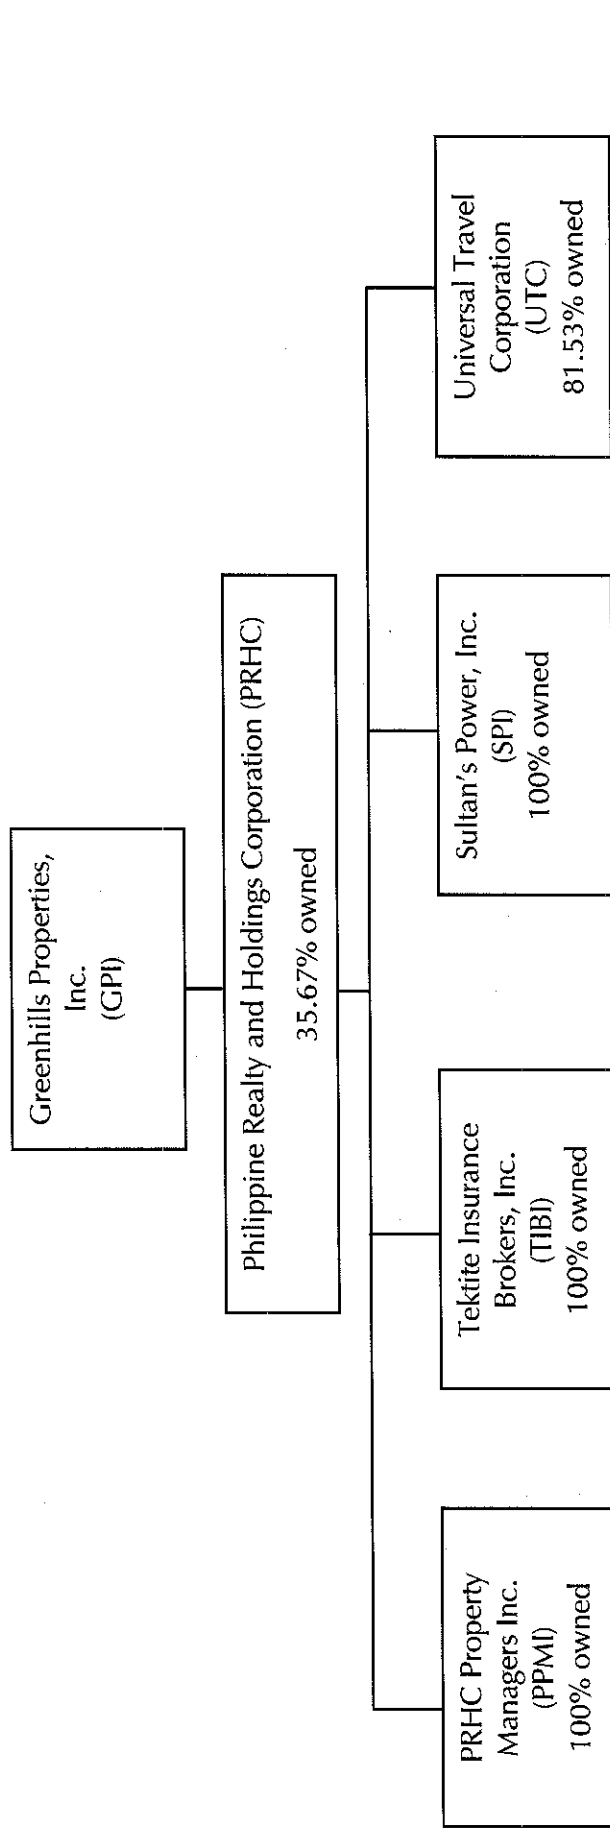 Greenhills Properties,
Inc.
(GPI)
Philippine Realty and Holdings Corporation (PRHC)
35.67% owned
PRHC Property
Managers Inc.
(PPMI)
100% owned
Tektite Insurance
Brokers, Inc.
(TIBI)
100% owned
Sultan's Power, Inc.
(SPI)
100% owned
Universal Travel
Corporation
(UTC)
81.53% owned